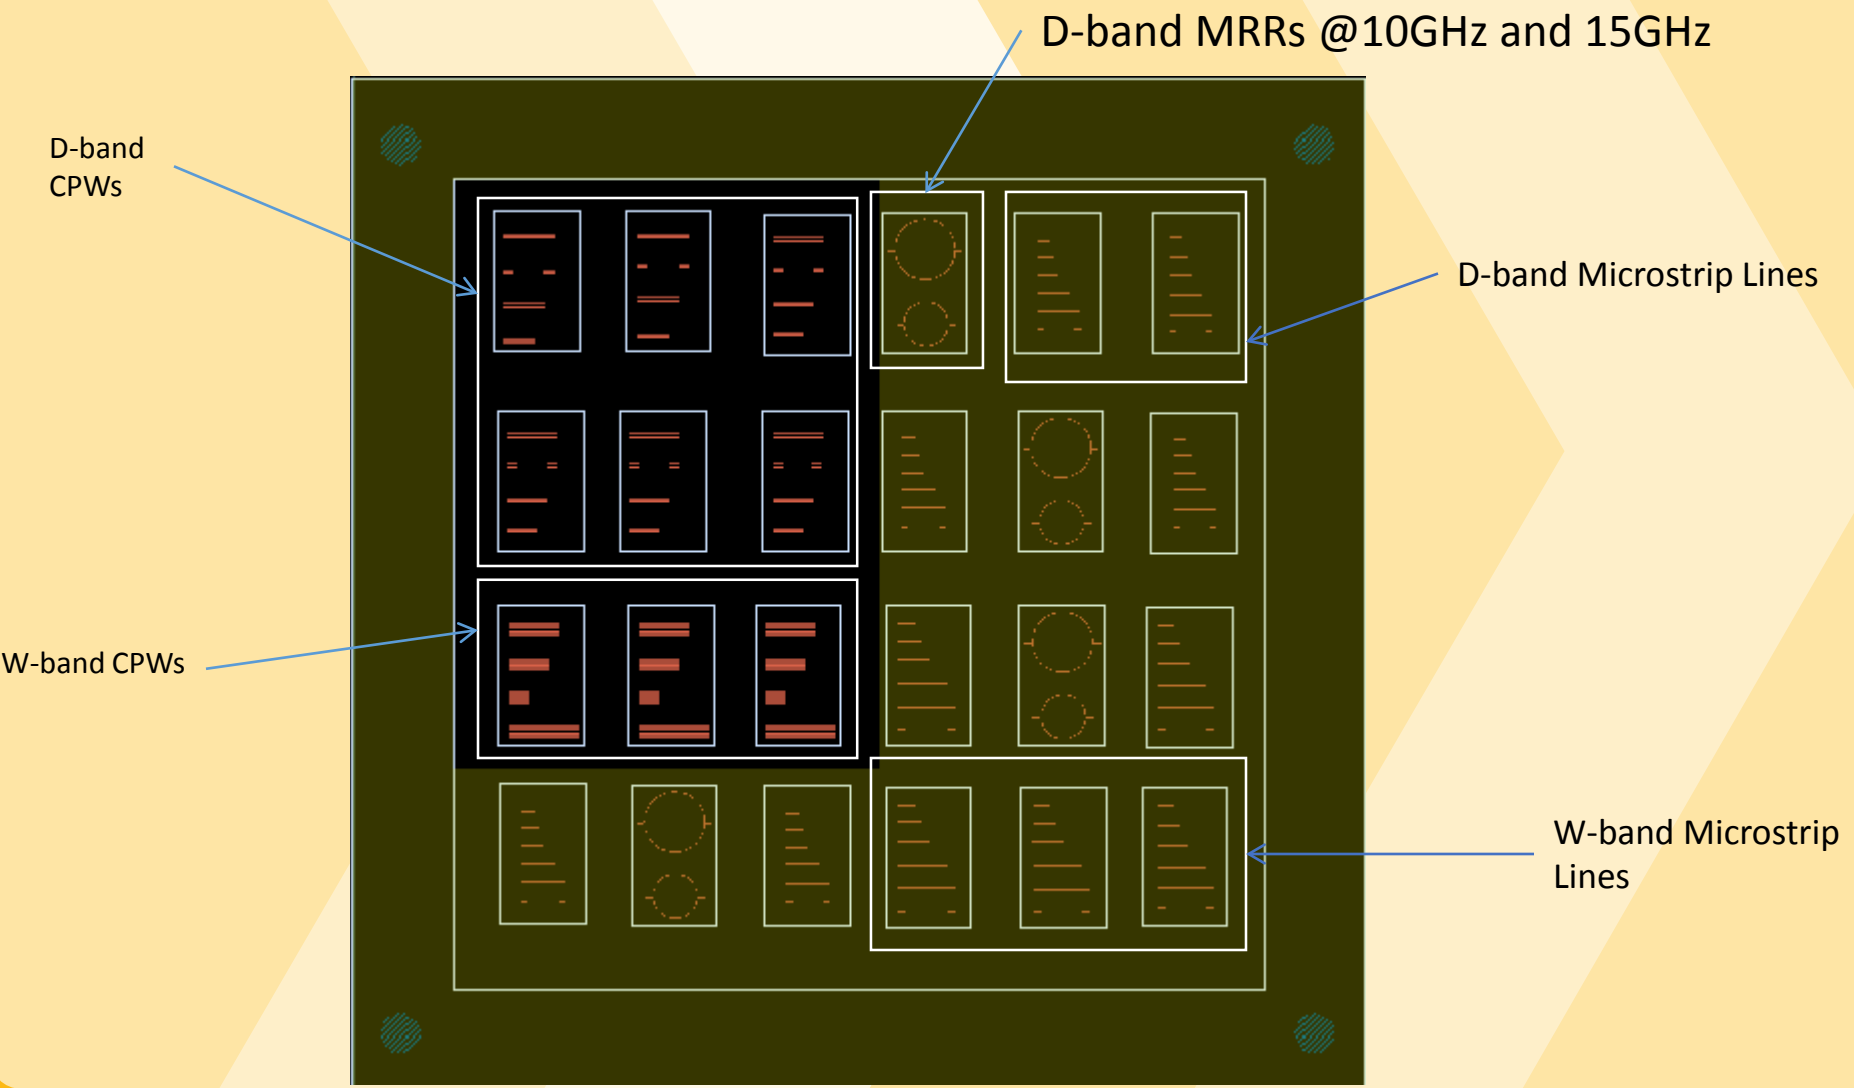 D-band MRRs @10GHz and 15GHz
D-band
CPWs
D-band Microstrip Lines
W-band CPWs
W-band Microstrip
Lines